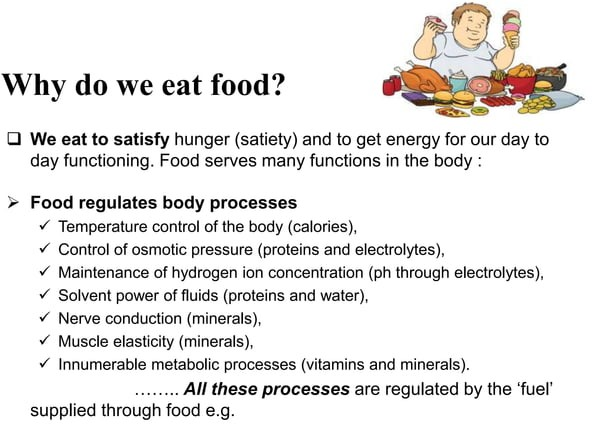 Why do we eat food?
❑ We eat to satisfy hunger (satiety) and to get energy for our day to
day functioning. Food serves many functions in the body :
➢ Food regulates body processes
✓ Temperature control of the body (calories),
✓ Control of osmotic pressure (proteins and electrolytes),
✓ Maintenance of hydrogen ion concentration (ph through electrolytes),
✓ Solvent power of fluids (proteins and water),
✓ Nerve conduction (minerals),
✓ Muscle elasticity (minerals),
✓ Innumerable metabolic processes (vitamins and minerals).
…….. All these processes are regulated by the ‘fuel’
supplied through food e.g.